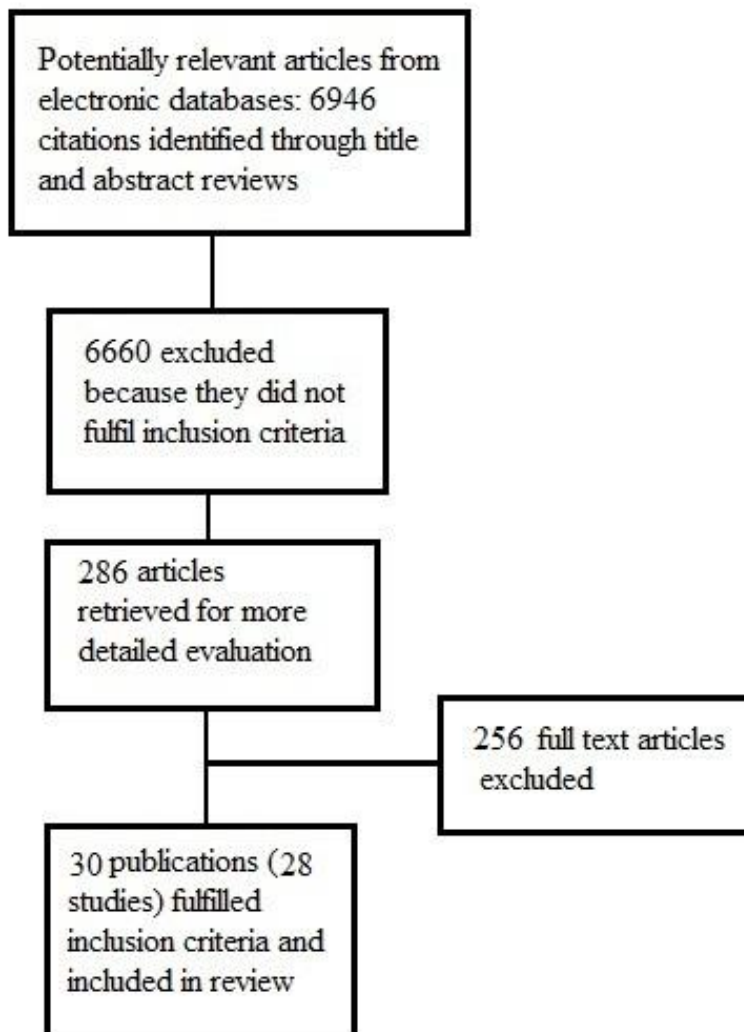 Potentially relevant articles from
electronic databases: 6946
citations identified through title
and abstract reviews
6660 excluded
because they did not
fulfil inclusion criteria
286 articles
retrieved for more
detailed evaluation
256 full text articles
excluded
30 publications (28
studies) fulfilled
inclusion criteria and
included in review